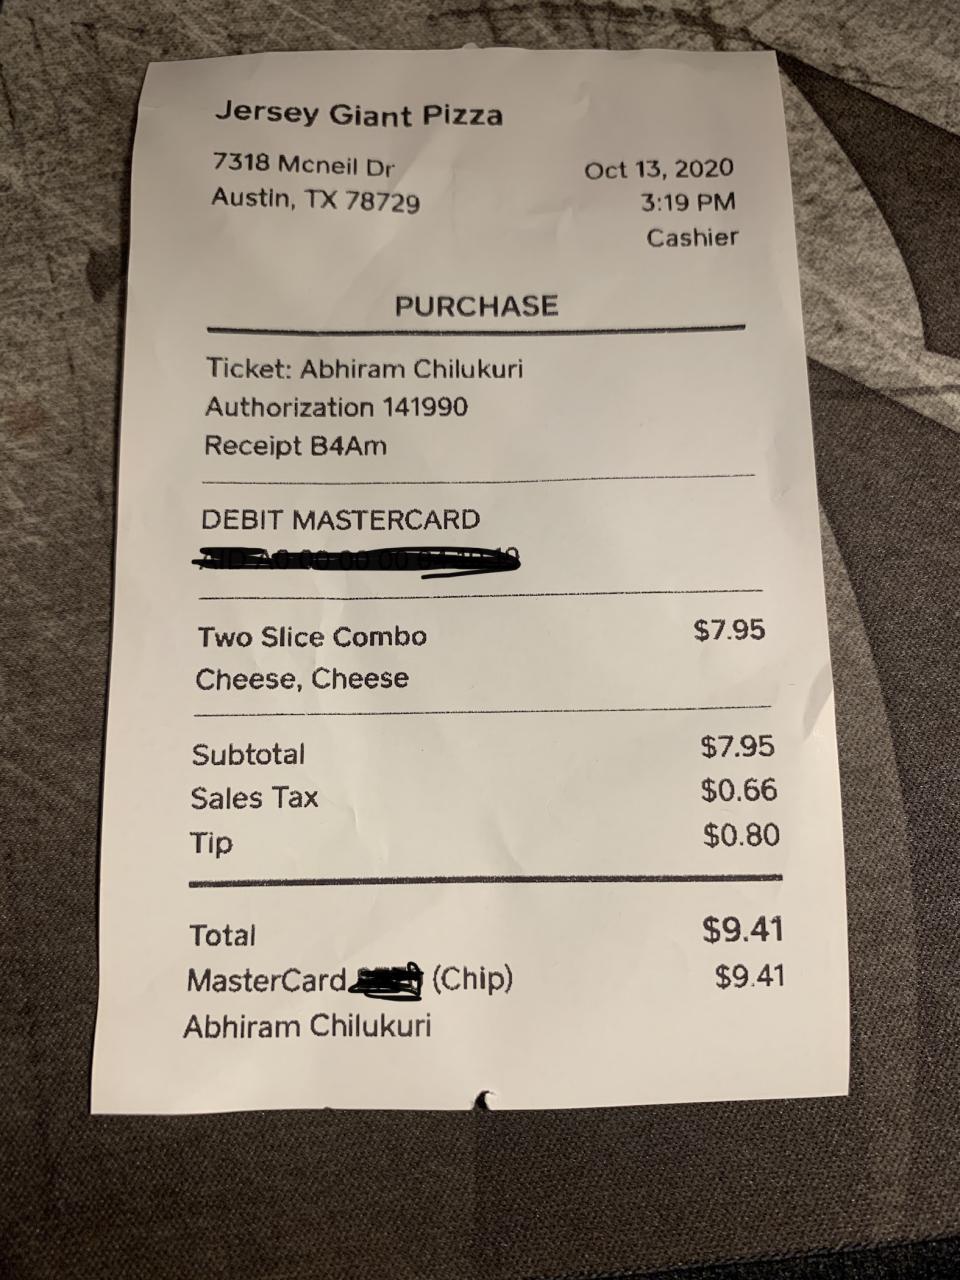 Jersey Giant Pizza
7318 Mcneil Dr
Austin, TX 78729
Oct 13, 2020
3:19 PM
Cashier
PURCHASE
Ticket: Abhiram Chilukuri
Authorization 141990
Receipt B4Am
DEBIT MASTERCARD
Two Slice Combo $7.95
Cheese, Cheese
Subtotal $7.95
Sales Tax $0.66
Tip $0.80
Total $9.41
MasterCard (Chip) $9.41
Abhiram Chilukuri